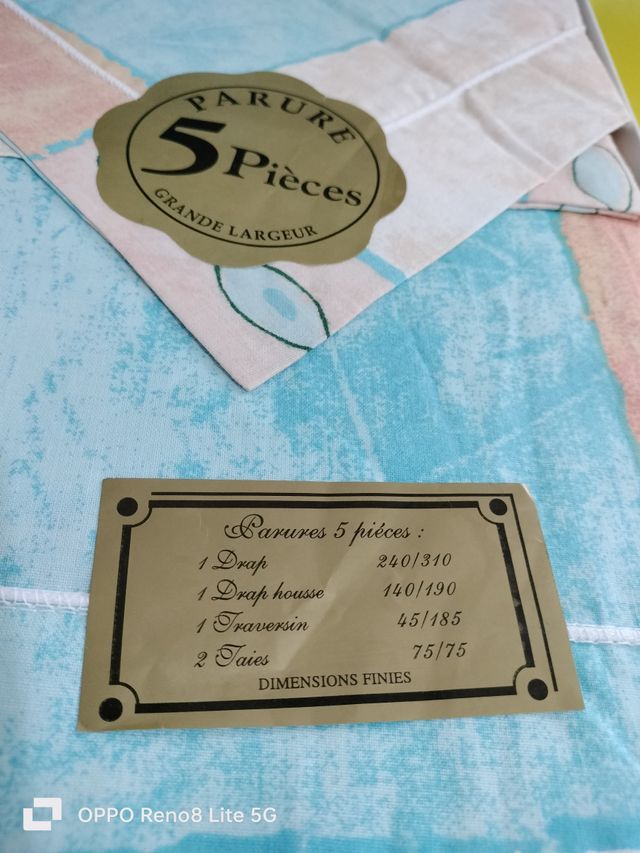 PARURE
5 Pièces
GRANDE LARGEUR
Parures 5 piéces :
1 Drap 240/310
1 Drap housse 140/190
1 Traversin 45/185
2 Taies 75/75
DIMENSIONS FINIES
OPPO Reno8 Lite 5G